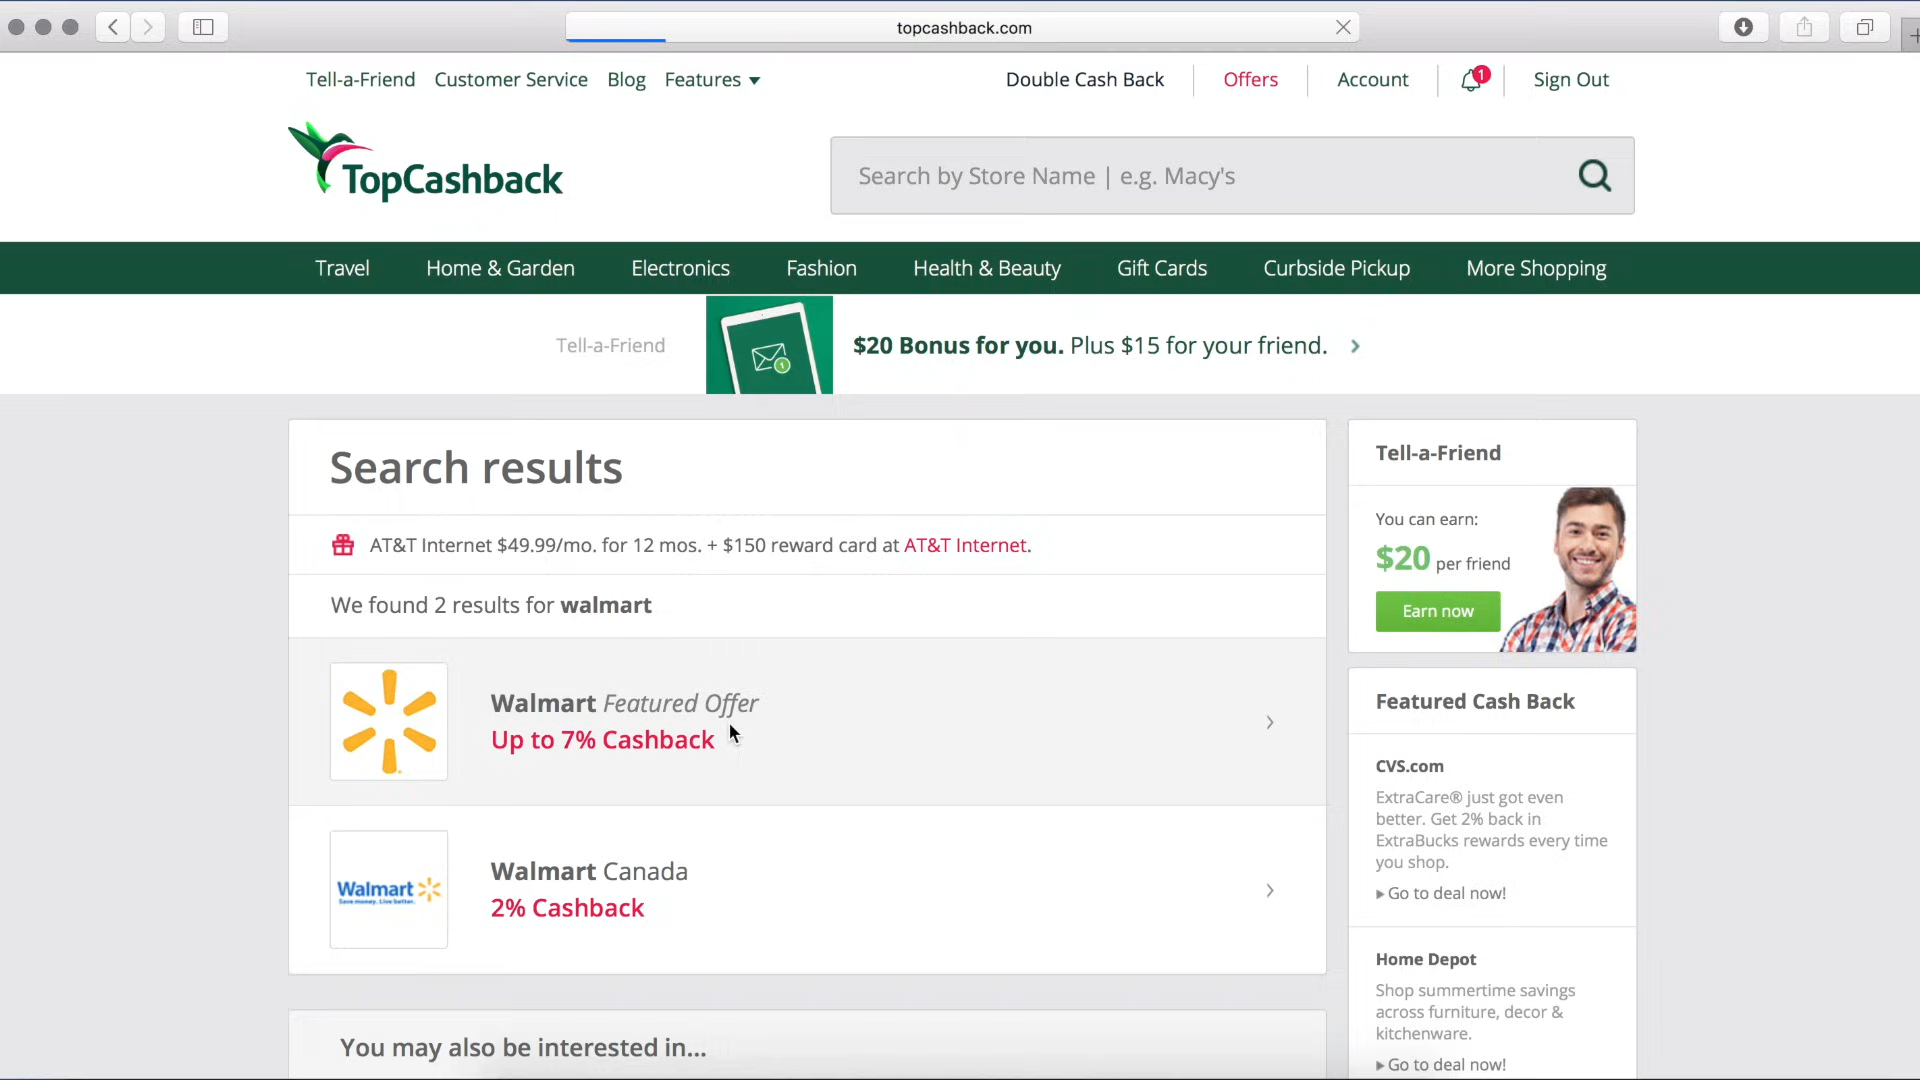 topcashback.com
Tell-a-Friend Customer Service Blog Features Double Cash Back Offers Account 1 Sign Out
TopCashback
Search by Store Name | e.g. Macy's
Travel Home & Garden Electronics Fashion Health & Beauty Gift Cards Curbside Pickup More Shopping
Tell-a-Friend 1 $20 Bonus for you. Plus $15 for your friend.
Search results
AT&T Internet $49.99/mo. for 12 mos. + $150 reward card at AT&T Internet.
We found 2 results for walmart
Walmart Featured Offer
Up to 7% Cashback
Walmart
Save money. Live better.
Walmart Canada
2% Cashback
You may also be interested in...
Tell-a-Friend
You can earn:
$20 per friend
Earn now
Featured Cash Back
CVS.com
ExtraCare® just got even
better. Get 2% back in
ExtraBucks rewards every time
you shop.
Go to deal now!
Home Depot
Shop summertime savings
across furniture, decor &
kitchenware.
Go to deal now!